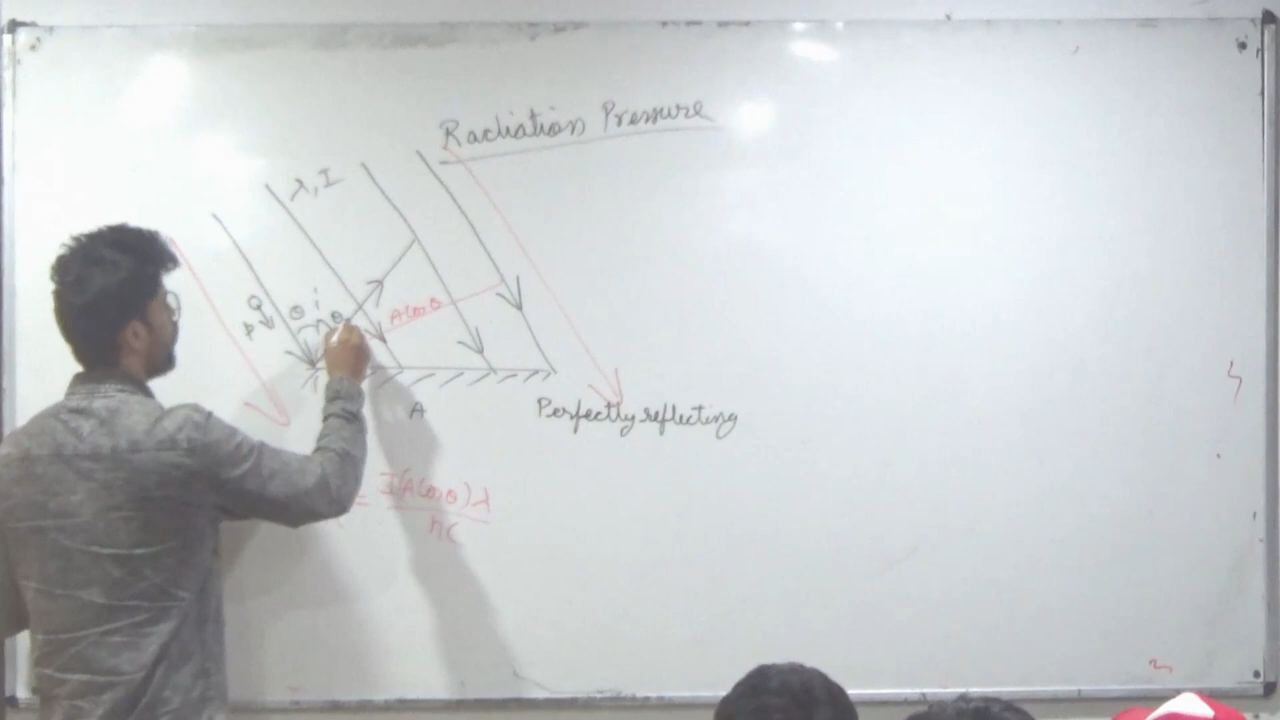 Radiation Pressure
λ, I
θ i θ
p
A cos θ
A
Perfectly reflecting
= I(A cos θ) λ
hc